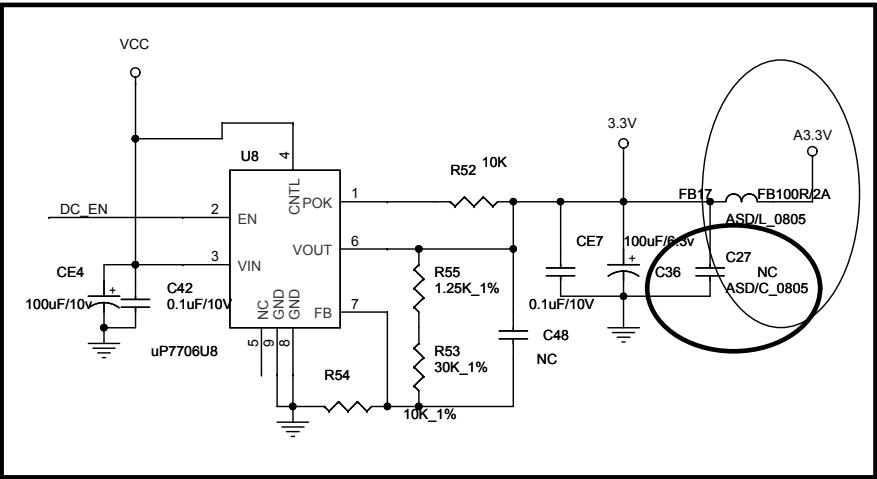 VCC
3.3V
A3.3V
U8
4
R52
10K
CNTL
POK
1
FB17
FB100R/2A
DC_EN
2
EN
ASD/L_0805
VOUT
6
CE7
100uF/6.3v
3
VIN
C27
CE4
+
C42
R55
+
C36
NC
100uF/10v
0.1uF/10V
1.25K_1%
ASD/C_0805
NC
GND
GND
FB
7
0.1uF/10V
C48
5
9
8
uP7706U8
R53
NC
R54
30K_1%
10K_1%